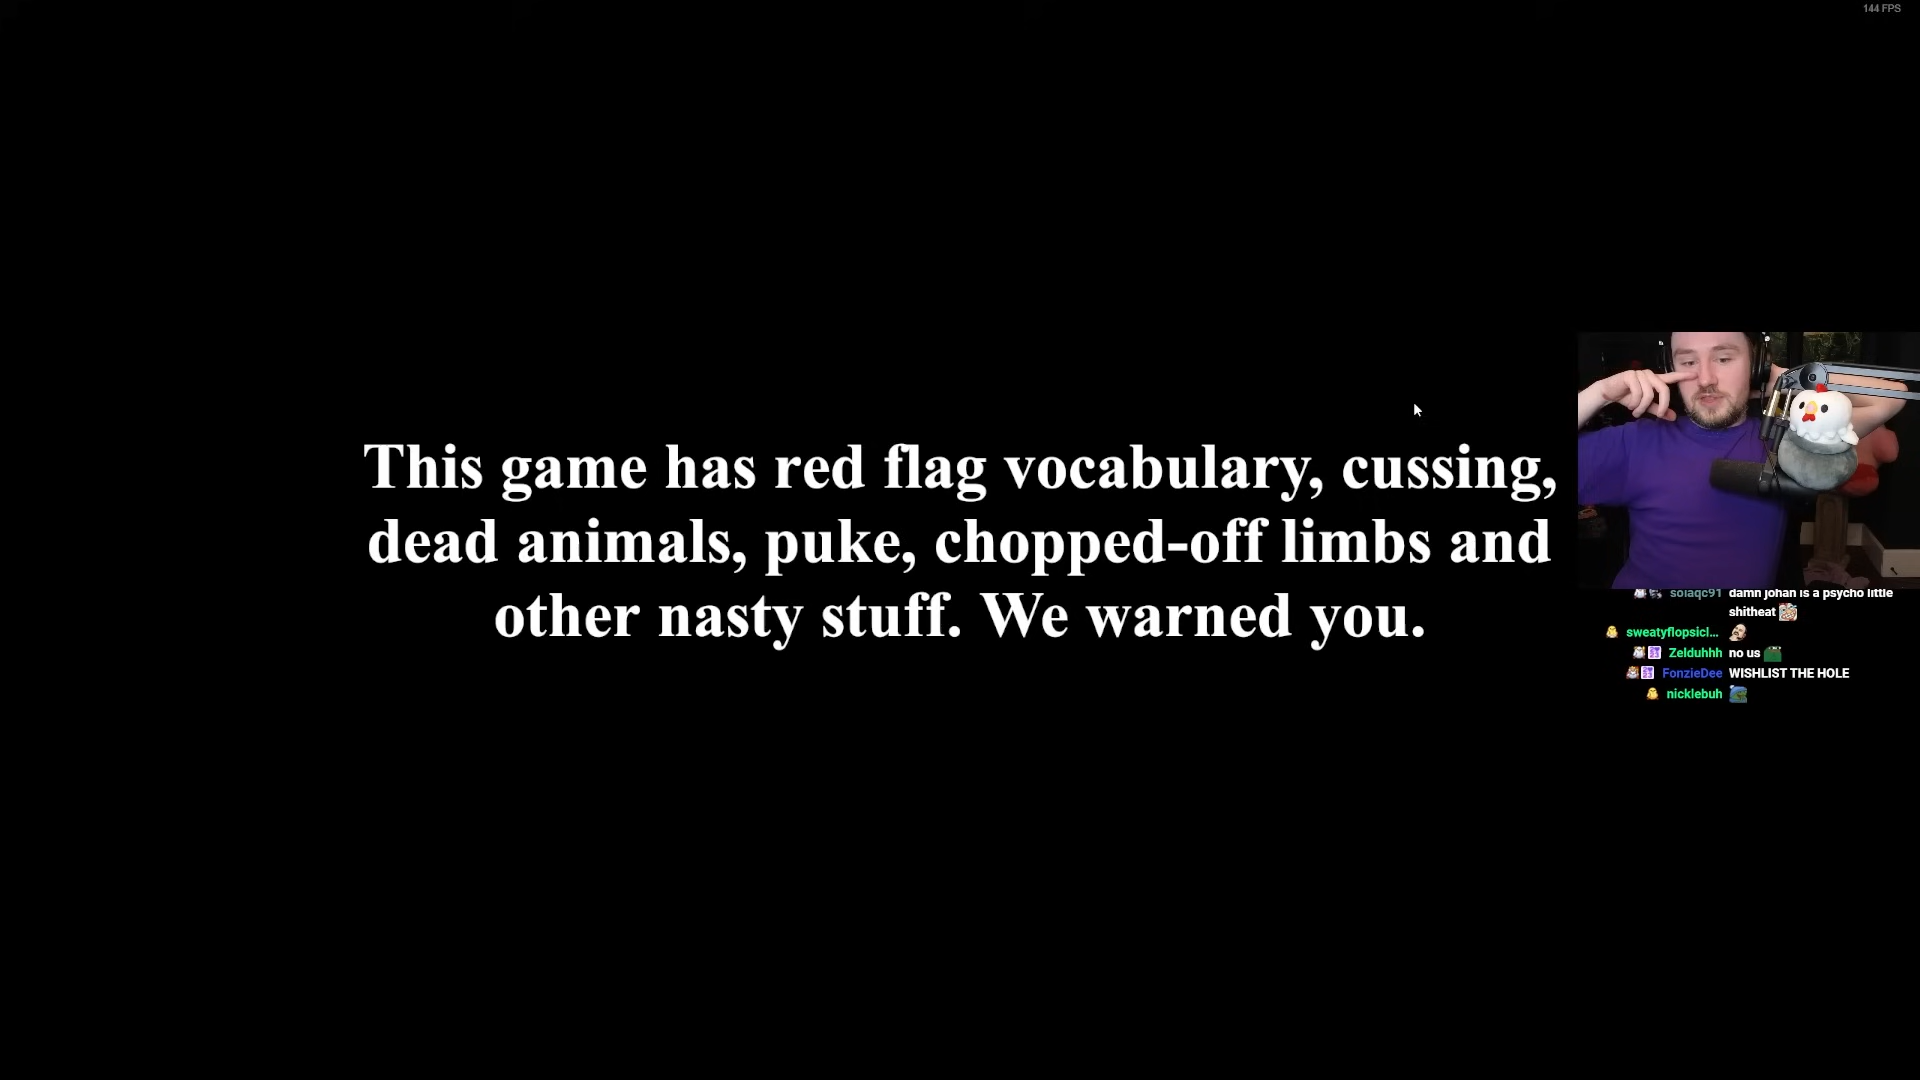 144 FPS
This game has red flag vocabulary, cussing,
dead animals, puke, chopped-off limbs and
other nasty stuff. We warned you.
solaqc91 damn johan is a psycho little
shitheat
sweatyflopsicl...
Zelduhhh no us
FonzieDee WISHLIST THE HOLE
nicklebuh